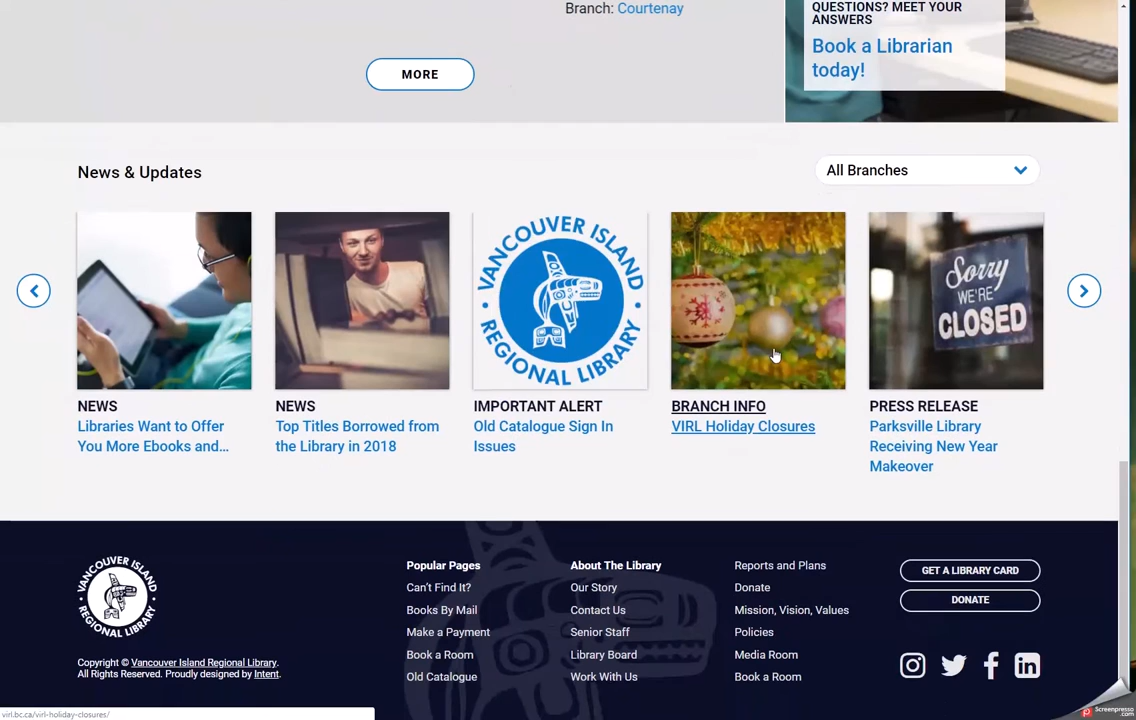 Branch: Courtenay
QUESTIONS? MEET YOUR
ANSWERS
Book a Librarian
today!
MORE
News & Updates
All Branches
VANCOUVER ISLAND
REGIONAL LIBRARY
Sorry
WE'RE
CLOSED
NEWS
Libraries Want to Offer
You More Ebooks and...
NEWS
Top Titles Borrowed from
the Library in 2018
IMPORTANT ALERT
Old Catalogue Sign In
Issues
BRANCH INFO
VIRL Holiday Closures
PRESS RELEASE
Parksville Library
Receiving New Year
Makeover
VANCOUVER ISLAND
REGIONAL LIBRARY
Copyright © Vancouver Island Regional Library.
All Rights Reserved. Proudly designed by Intent.
Popular Pages
Can't Find It?
Books By Mail
Make a Payment
Book a Room
Old Catalogue
About The Library
Our Story
Contact Us
Senior Staff
Library Board
Work With Us
Reports and Plans
Donate
Mission, Vision, Values
Policies
Media Room
Book a Room
GET A LIBRARY CARD
DONATE
virl.bc.ca/virl-holiday-closures/
Screenpresso
.com